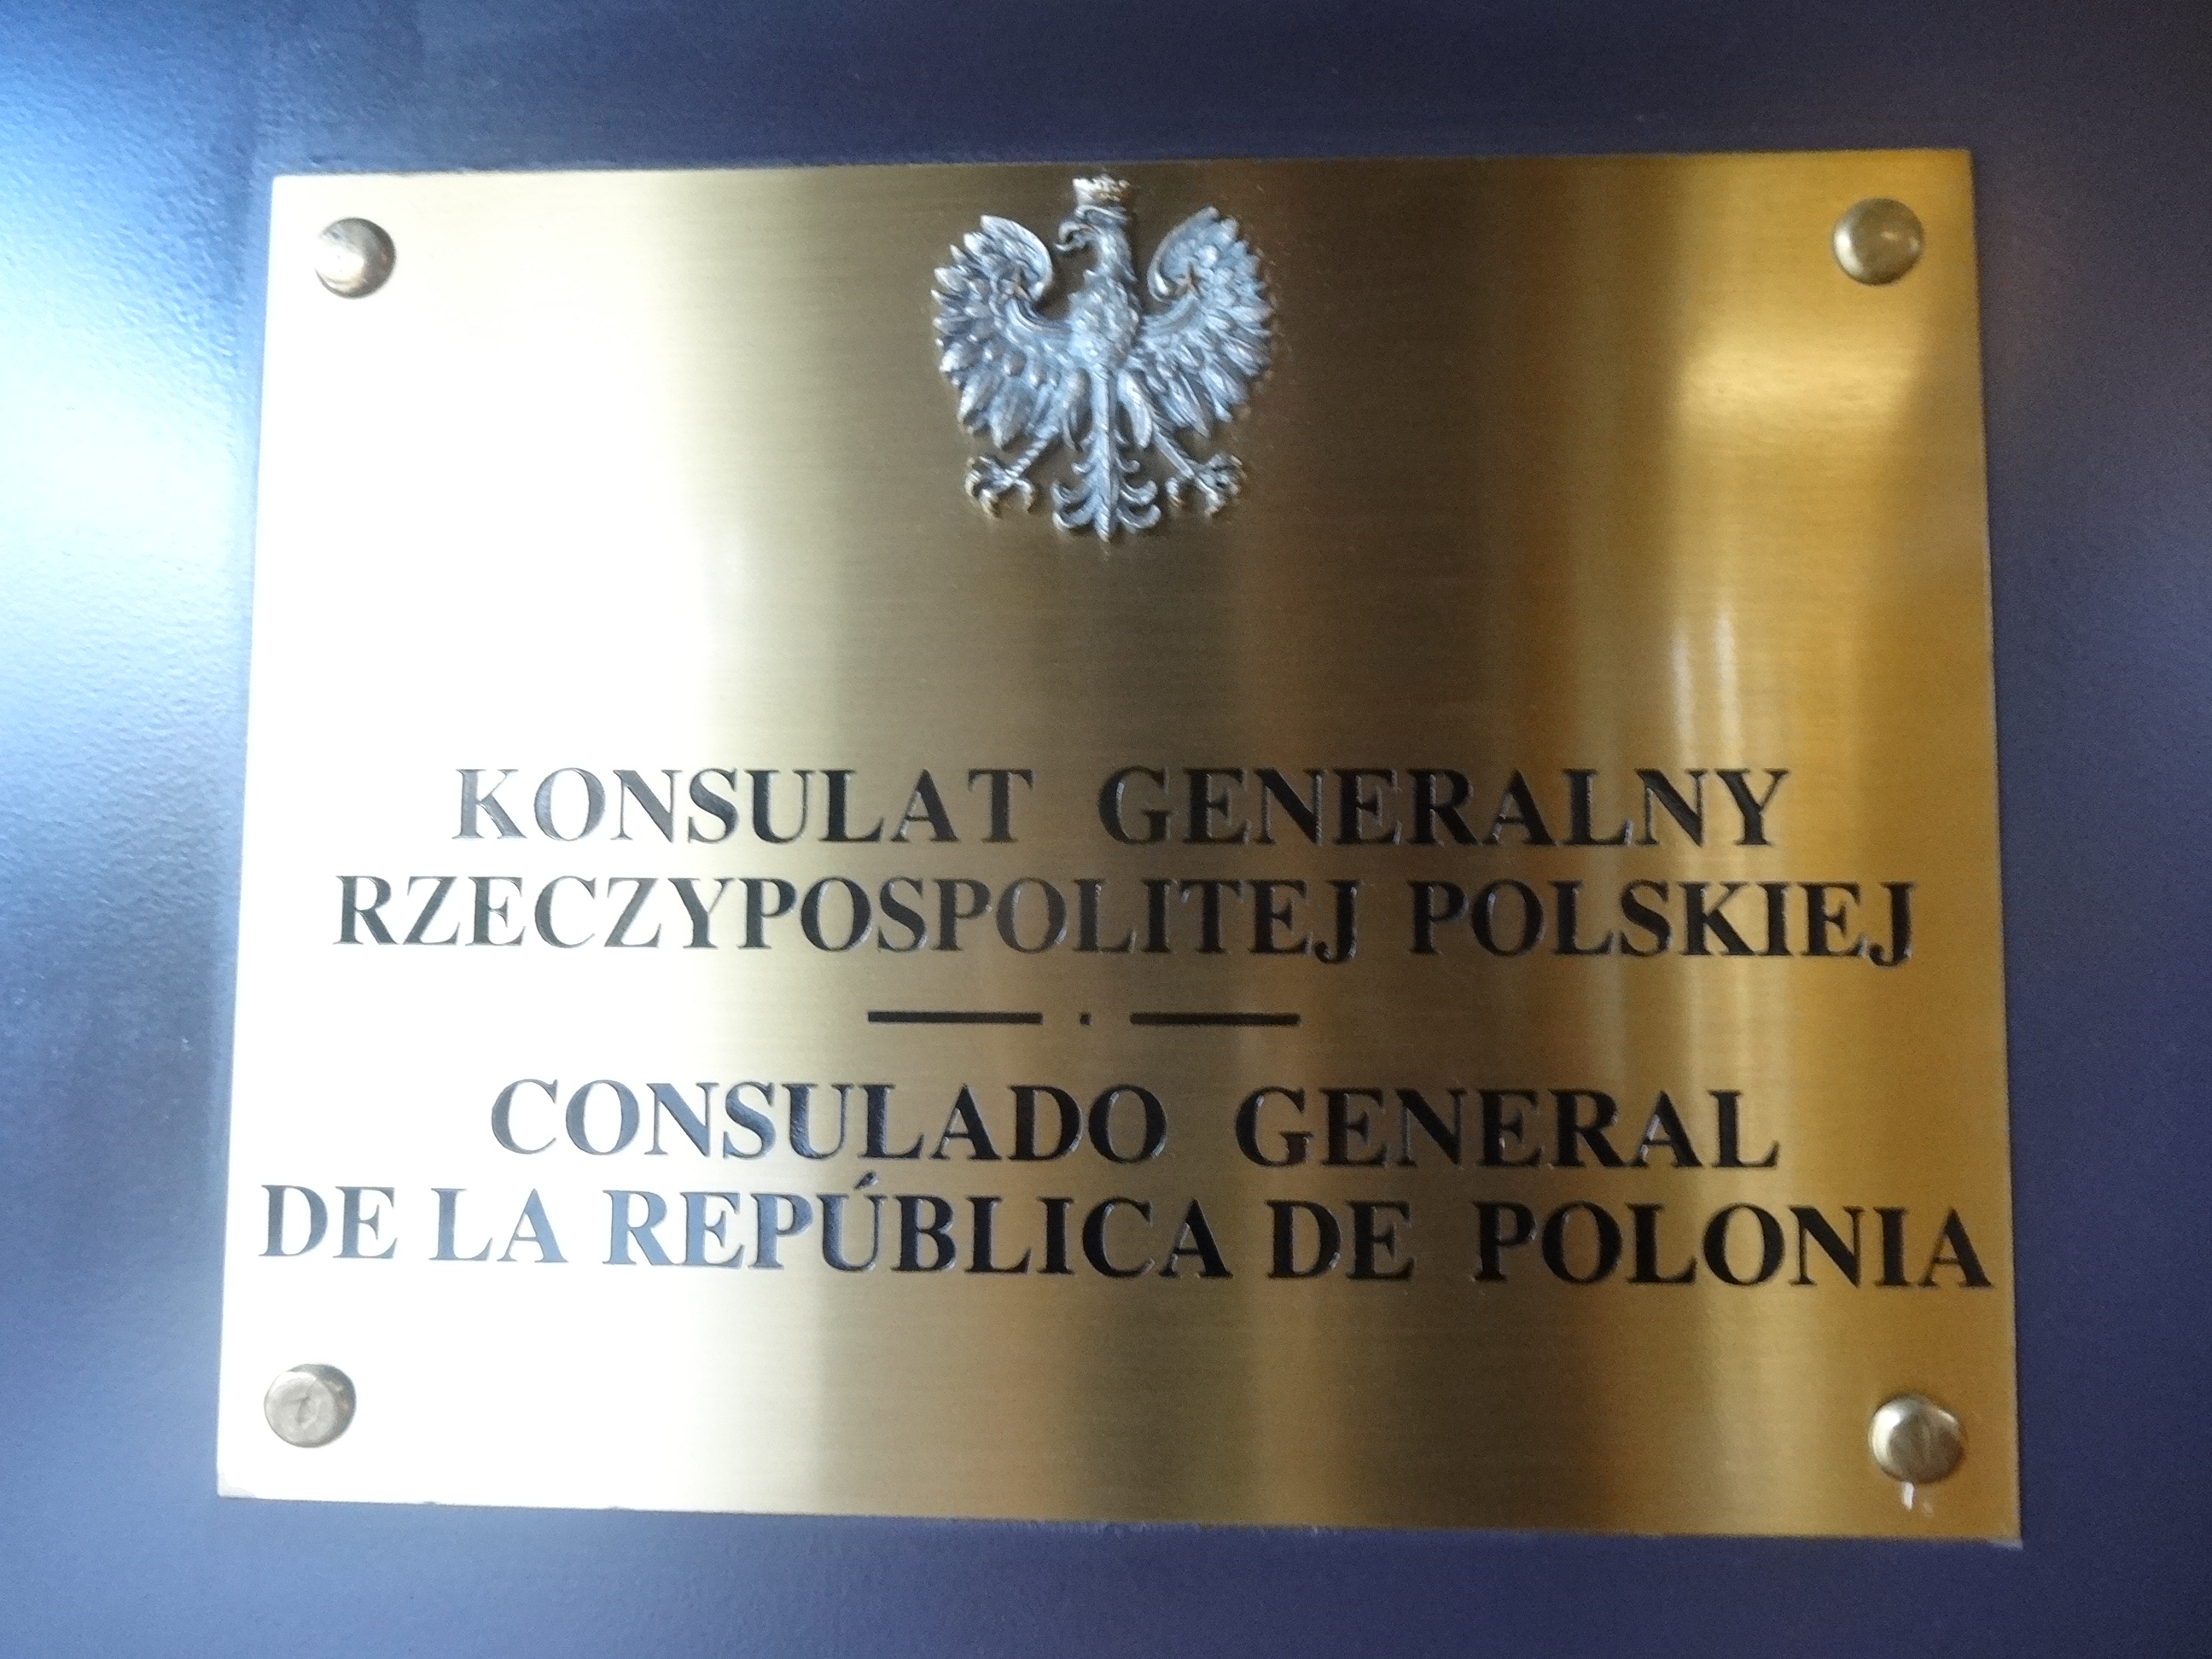 KONSULAT GENERALNY
RZECZYPOSPOLITEJ POLSKIEJ
CONSULADO GENERAL
DE LA REPÚBLICA DE POLONIA